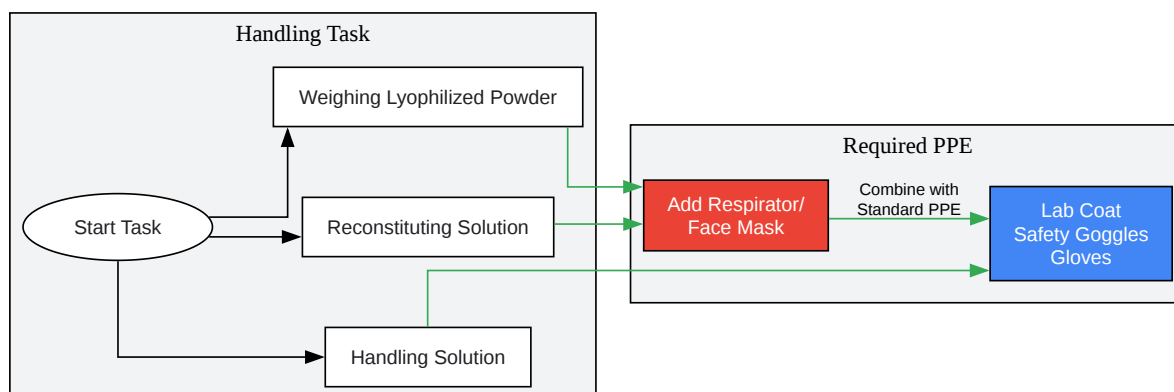 Handling Task
Weighing Lyophilized Powder
Start Task
Reconstituting Solution
Handling Solution
Required PPE
Add Respirator/
Face Mask
Combine with
Standard PPE
Lab Coat
Safety Goggles
Gloves